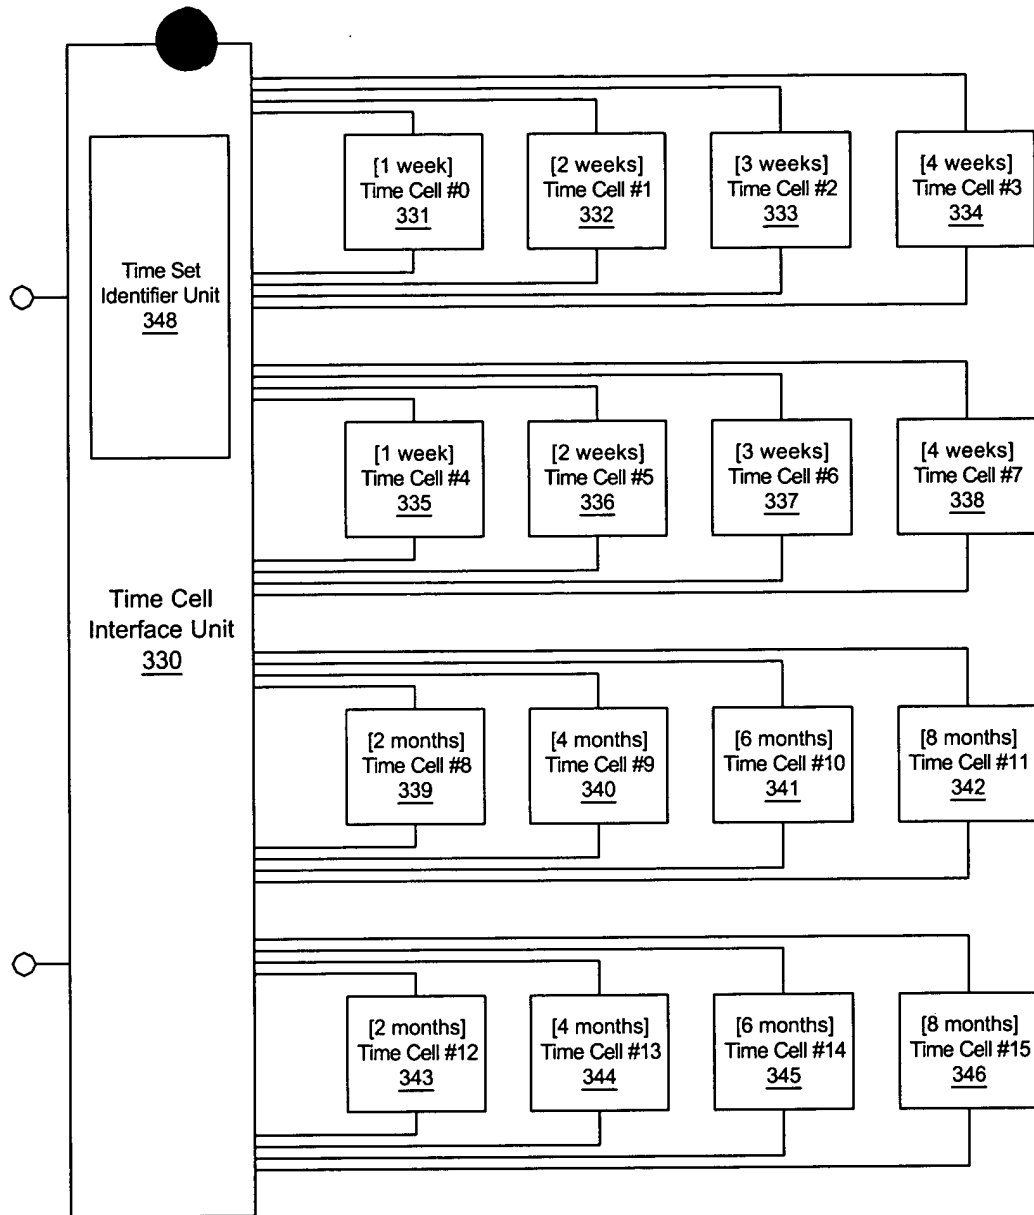 [1 week]
Time Cell #0
331
[2 weeks]
Time Cell #1
332
[3 weeks]
Time Cell #2
333
[4 weeks]
Time Cell #3
334
Time Set
Identifier Unit
348
[1 week]
Time Cell #4
335
[2 weeks]
Time Cell #5
336
[3 weeks]
Time Cell #6
337
[4 weeks]
Time Cell #7
338
Time Cell
Interface Unit
330
[2 months]
Time Cell #8
339
[4 months]
Time Cell #9
340
[6 months]
Time Cell #10
341
[8 months]
Time Cell #11
342
[2 months]
Time Cell #12
343
[4 months]
Time Cell #13
344
[6 months]
Time Cell #14
345
[8 months]
Time Cell #15
346